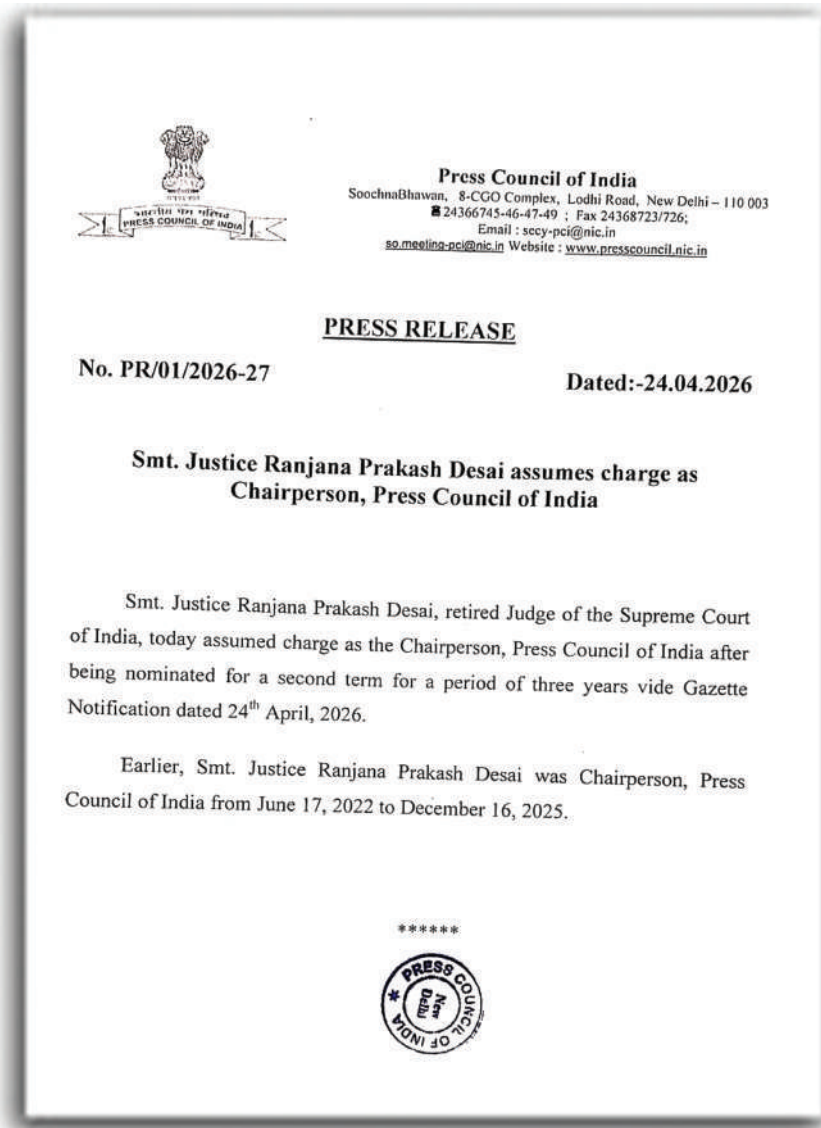 भारतीय प्रेस परिषद
PRESS COUNCIL OF INDIA
Press Council of India
SoochnaBhawan, 8-CGO Complex, Lodhi Road, New Delhi – 110 003
☎24366745-46-47-49 ; Fax 24368723/726;
Email : secy-pci@nic.in
so.meeting-pci@nic.in Website : www.presscouncil.nic.in
PRESS RELEASE
No. PR/01/2026-27
Dated:-24.04.2026
Smt. Justice Ranjana Prakash Desai assumes charge as
Chairperson, Press Council of India
Smt. Justice Ranjana Prakash Desai, retired Judge of the Supreme Court
of India, today assumed charge as the Chairperson, Press Council of India after
being nominated for a second term for a period of three years vide Gazette
Notification dated 24th April, 2026.
Earlier, Smt. Justice Ranjana Prakash Desai was Chairperson, Press
Council of India from June 17, 2022 to December 16, 2025.
******
PRESS COUNCIL OF INDIA *
New
Delhi